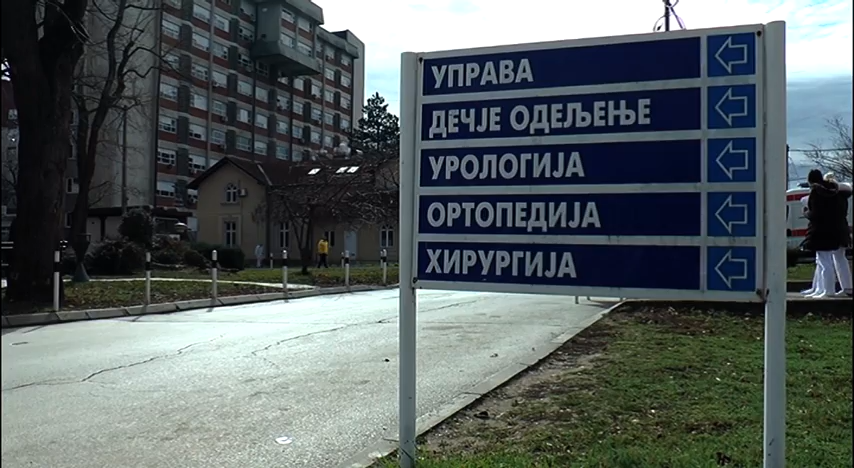 УПРАВА
ДЕЧЈЕ ОДЕЉЕЊЕ
УРОЛОГИЈА
ОРТОПЕДИЈА
ХИРУРГИЈА